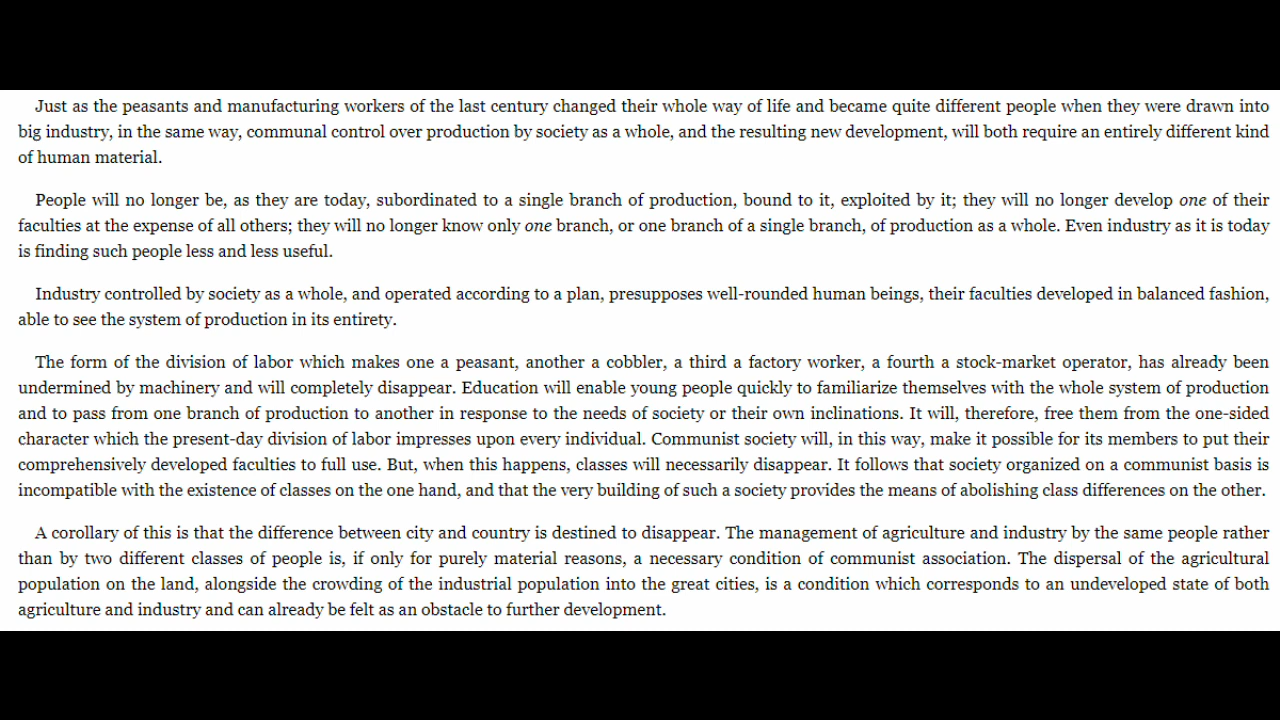 Just as the peasants and manufacturing workers of the last century changed their whole way of life and became quite different people when they were drawn into
big industry, in the same way, communal control over production by society as a whole, and the resulting new development, will both require an entirely different kind
of human material.
People will no longer be, as they are today, subordinated to a single branch of production, bound to it, exploited by it; they will no longer develop one of their
faculties at the expense of all others; they will no longer know only one branch, or one branch of a single branch, of production as a whole. Even industry as it is today
is finding such people less and less useful.
Industry controlled by society as a whole, and operated according to a plan, presupposes well-rounded human beings, their faculties developed in balanced fashion,
able to see the system of production in its entirety.
The form of the division of labor which makes one a peasant, another a cobbler, a third a factory worker, a fourth a stock-market operator, has already been
undermined by machinery and will completely disappear. Education will enable young people quickly to familiarize themselves with the whole system of production
and to pass from one branch of production to another in response to the needs of society or their own inclinations. It will, therefore, free them from the one-sided
character which the present-day division of labor impresses upon every individual. Communist society will, in this way, make it possible for its members to put their
comprehensively developed faculties to full use. But, when this happens, classes will necessarily disappear. It follows that society organized on a communist basis is
incompatible with the existence of classes on the one hand, and that the very building of such a society provides the means of abolishing class differences on the other.
A corollary of this is that the difference between city and country is destined to disappear. The management of agriculture and industry by the same people rather
than by two different classes of people is, if only for purely material reasons, a necessary condition of communist association. The dispersal of the agricultural
population on the land, alongside the crowding of the industrial population into the great cities, is a condition which corresponds to an undeveloped state of both
agriculture and industry and can already be felt as an obstacle to further development.